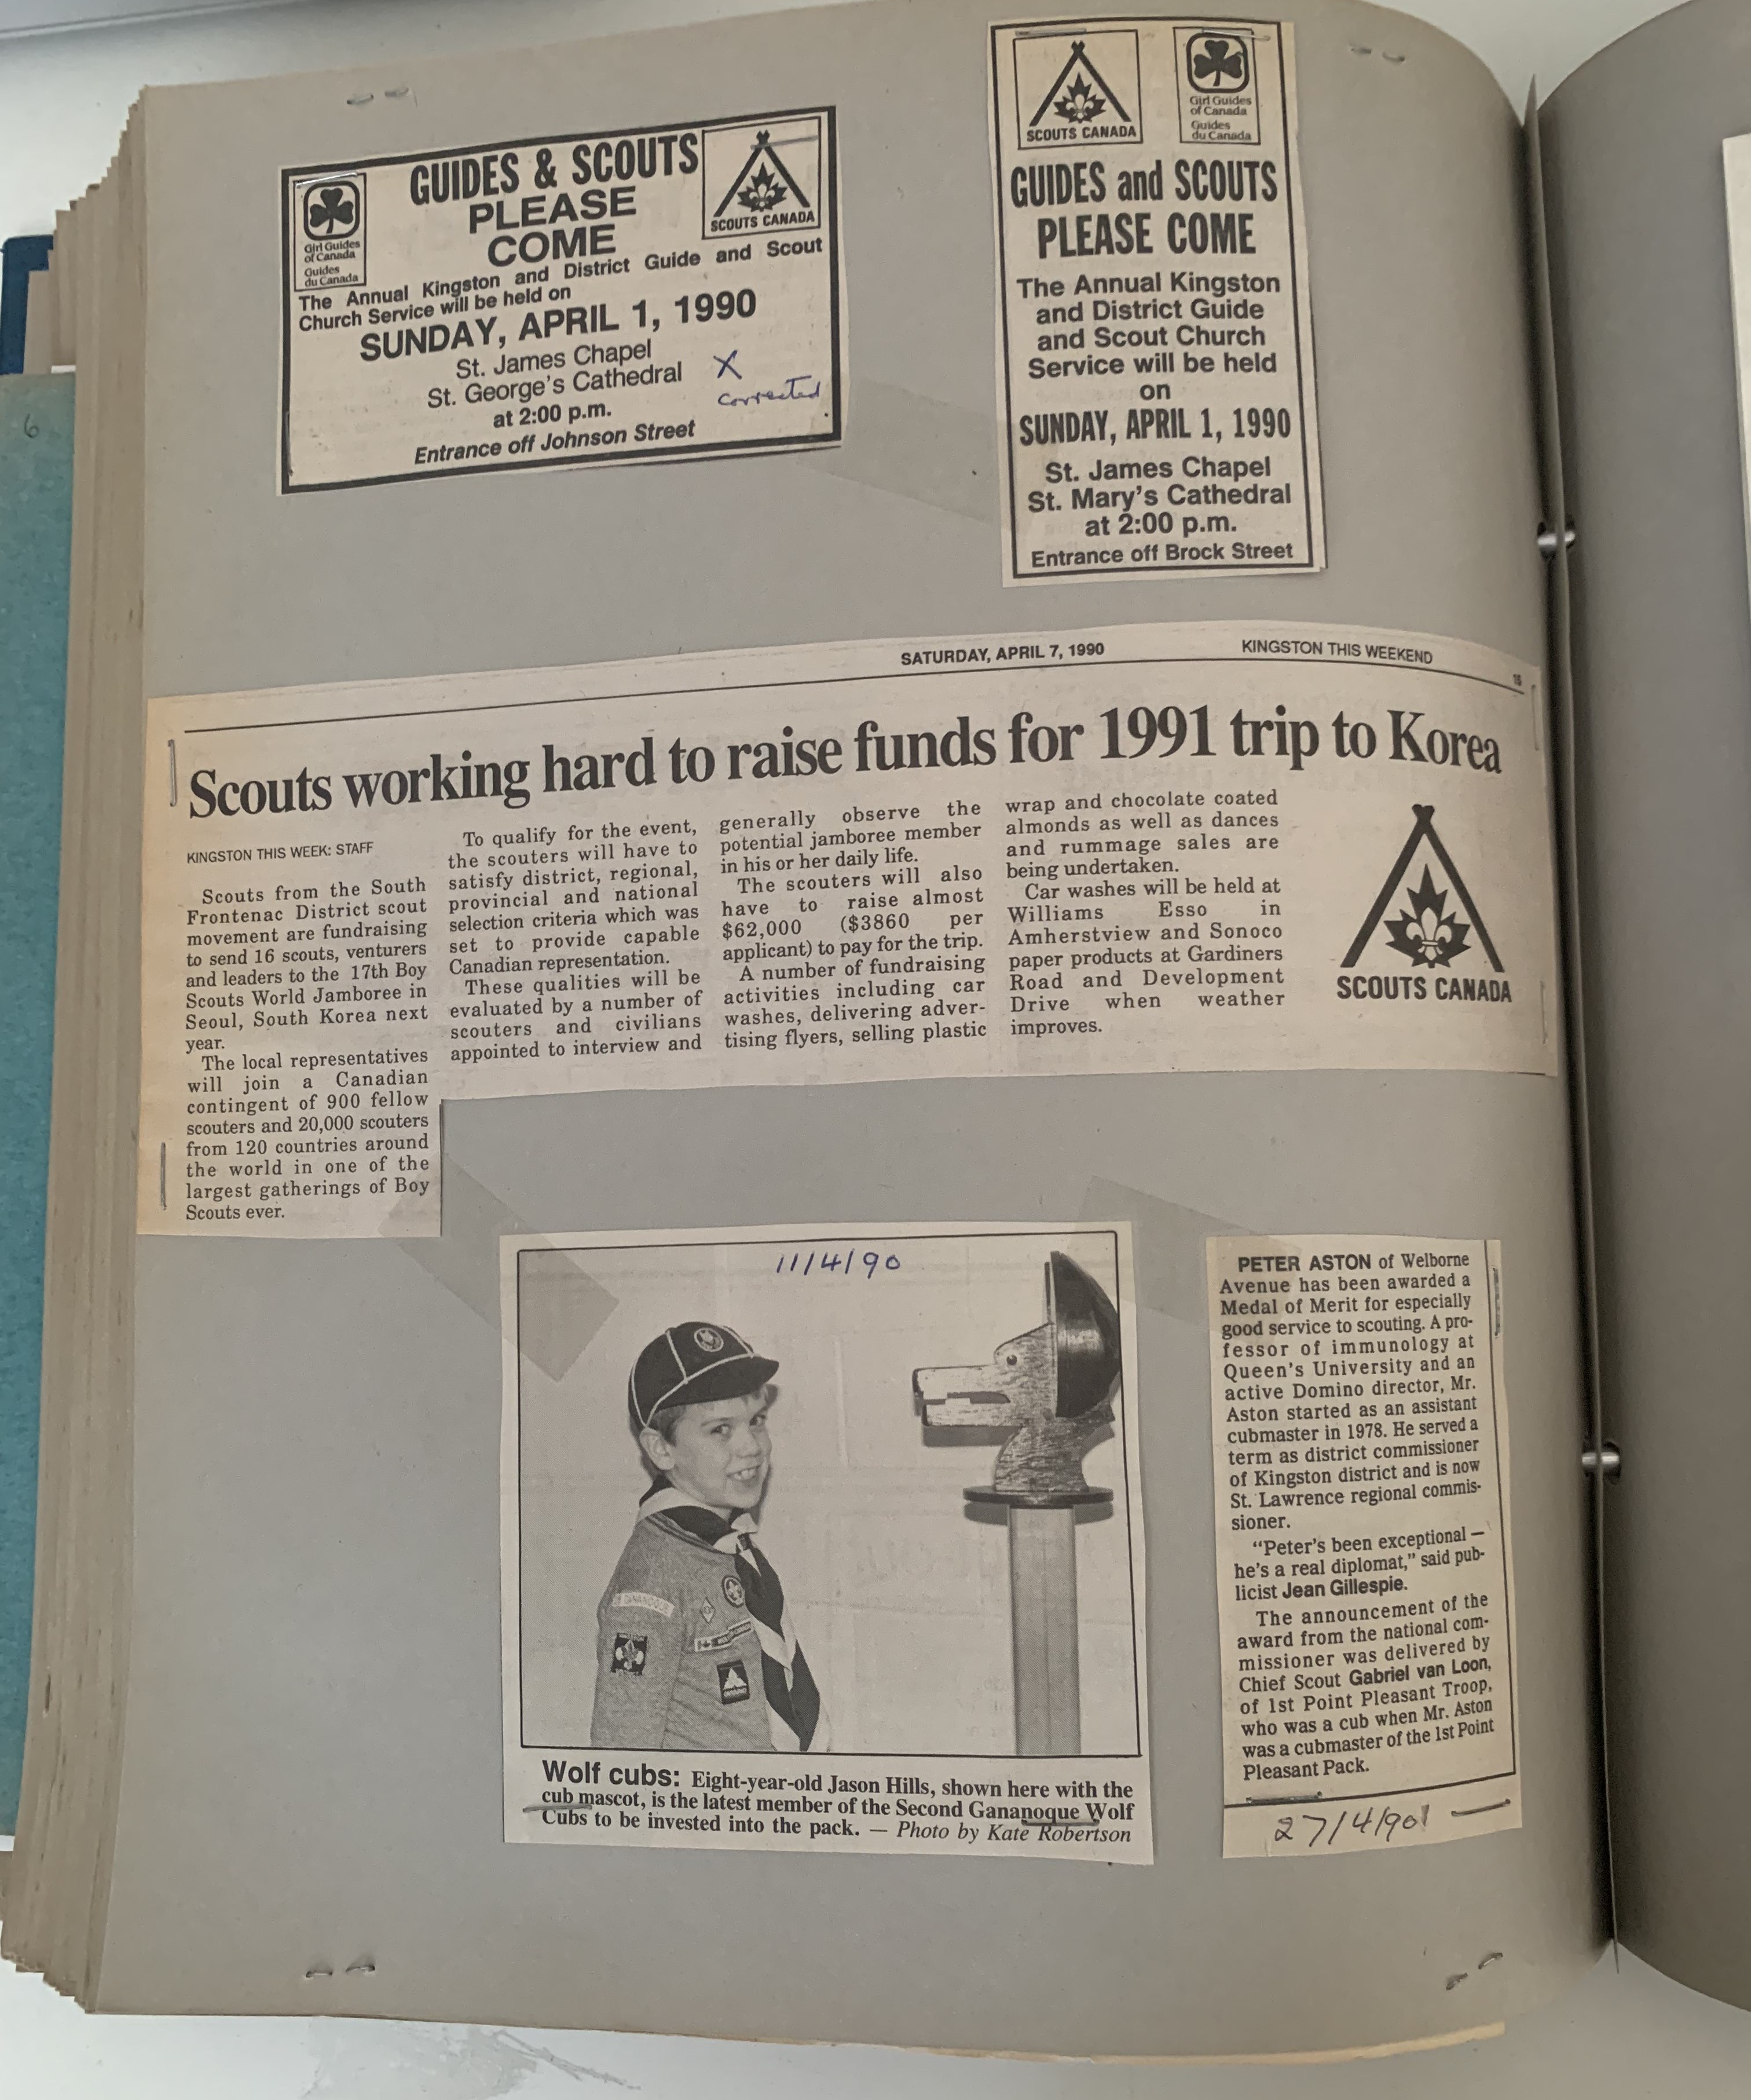 6
Girl Guides
of Canada
Guides
du Canada
GUIDES & SCOUTS
PLEASE
COME
SCOUTS CANADA
The Annual Kingston and District Guide and Scout
Church Service will be held on
SUNDAY, APRIL 1, 1990
St. James Chapel
St. George's Cathedral
at 2:00 p.m.
Entrance off Johnson Street
X
corrected
SCOUTS CANADA
Girl Guides
of Canada
Guides
du Canada
GUIDES and SCOUTS
PLEASE COME
The Annual Kingston
and District Guide
and Scout Church
Service will be held
on
SUNDAY, APRIL 1, 1990
St. James Chapel
St. Mary's Cathedral
at 2:00 p.m.
Entrance off Brock Street
SATURDAY, APRIL 7, 1990
KINGSTON THIS WEEKEND
Scouts working hard to raise funds for 1991 trip to Korea
KINGSTON THIS WEEK: STAFF
Scouts from the South
Frontenac District scout
movement are fundraising
to send 16 scouts, venturers
and leaders to the 17th Boy
Scouts World Jamboree in
Seoul, South Korea next
year.
The local representatives
will join a Canadian
contingent of 900 fellow
scouters and 20,000 scouters
from 120 countries around
the world in one of the
largest gatherings of Boy
Scouts ever.
To qualify for the event,
the scouters will have to
satisfy district, regional,
provincial and national
selection criteria which was
set to provide capable
Canadian representation.
These qualities will be
evaluated by a number of
scouters and civilians
appointed to interview and
generally observe the
potential jamboree member
in his or her daily life.
The scouters will also
have to raise almost
$62,000 ($3860 per
applicant) to pay for the trip.
A number of fundraising
activities including car
washes, delivering adver-
tising flyers, selling plastic
wrap and chocolate coated
almonds as well as dances
and rummage sales are
being undertaken.
Car washes will be held at
Williams Esso in
Amherstview and Sonoco
paper products at Gardiners
Road and Development
Drive when weather
improves.
SCOUTS CANADA
11/4/90
Wolf cubs: Eight-year-old Jason Hills, shown here with the
cub mascot, is the latest member of the Second Gananoque Wolf
Cubs to be invested into the pack. — Photo by Kate Robertson
PETER ASTON of Welborne
Avenue has been awarded a
Medal of Merit for especially
good service to scouting. A pro-
fessor of immunology at
Queen's University and an
active Domino director, Mr.
Aston started as an assistant
cubmaster in 1978. He served a
term as district commissioner
of Kingston district and is now
St. Lawrence regional commis-
sioner.
"Peter's been exceptional —
he's a real diplomat," said pub-
licist Jean Gillespie.
The announcement of the
award from the national com-
missioner was delivered by
Chief Scout Gabriel van Loon,
of 1st Point Pleasant Troop,
who was a cub when Mr. Aston
was a cubmaster of the 1st Point
Pleasant Pack.
27/4/90